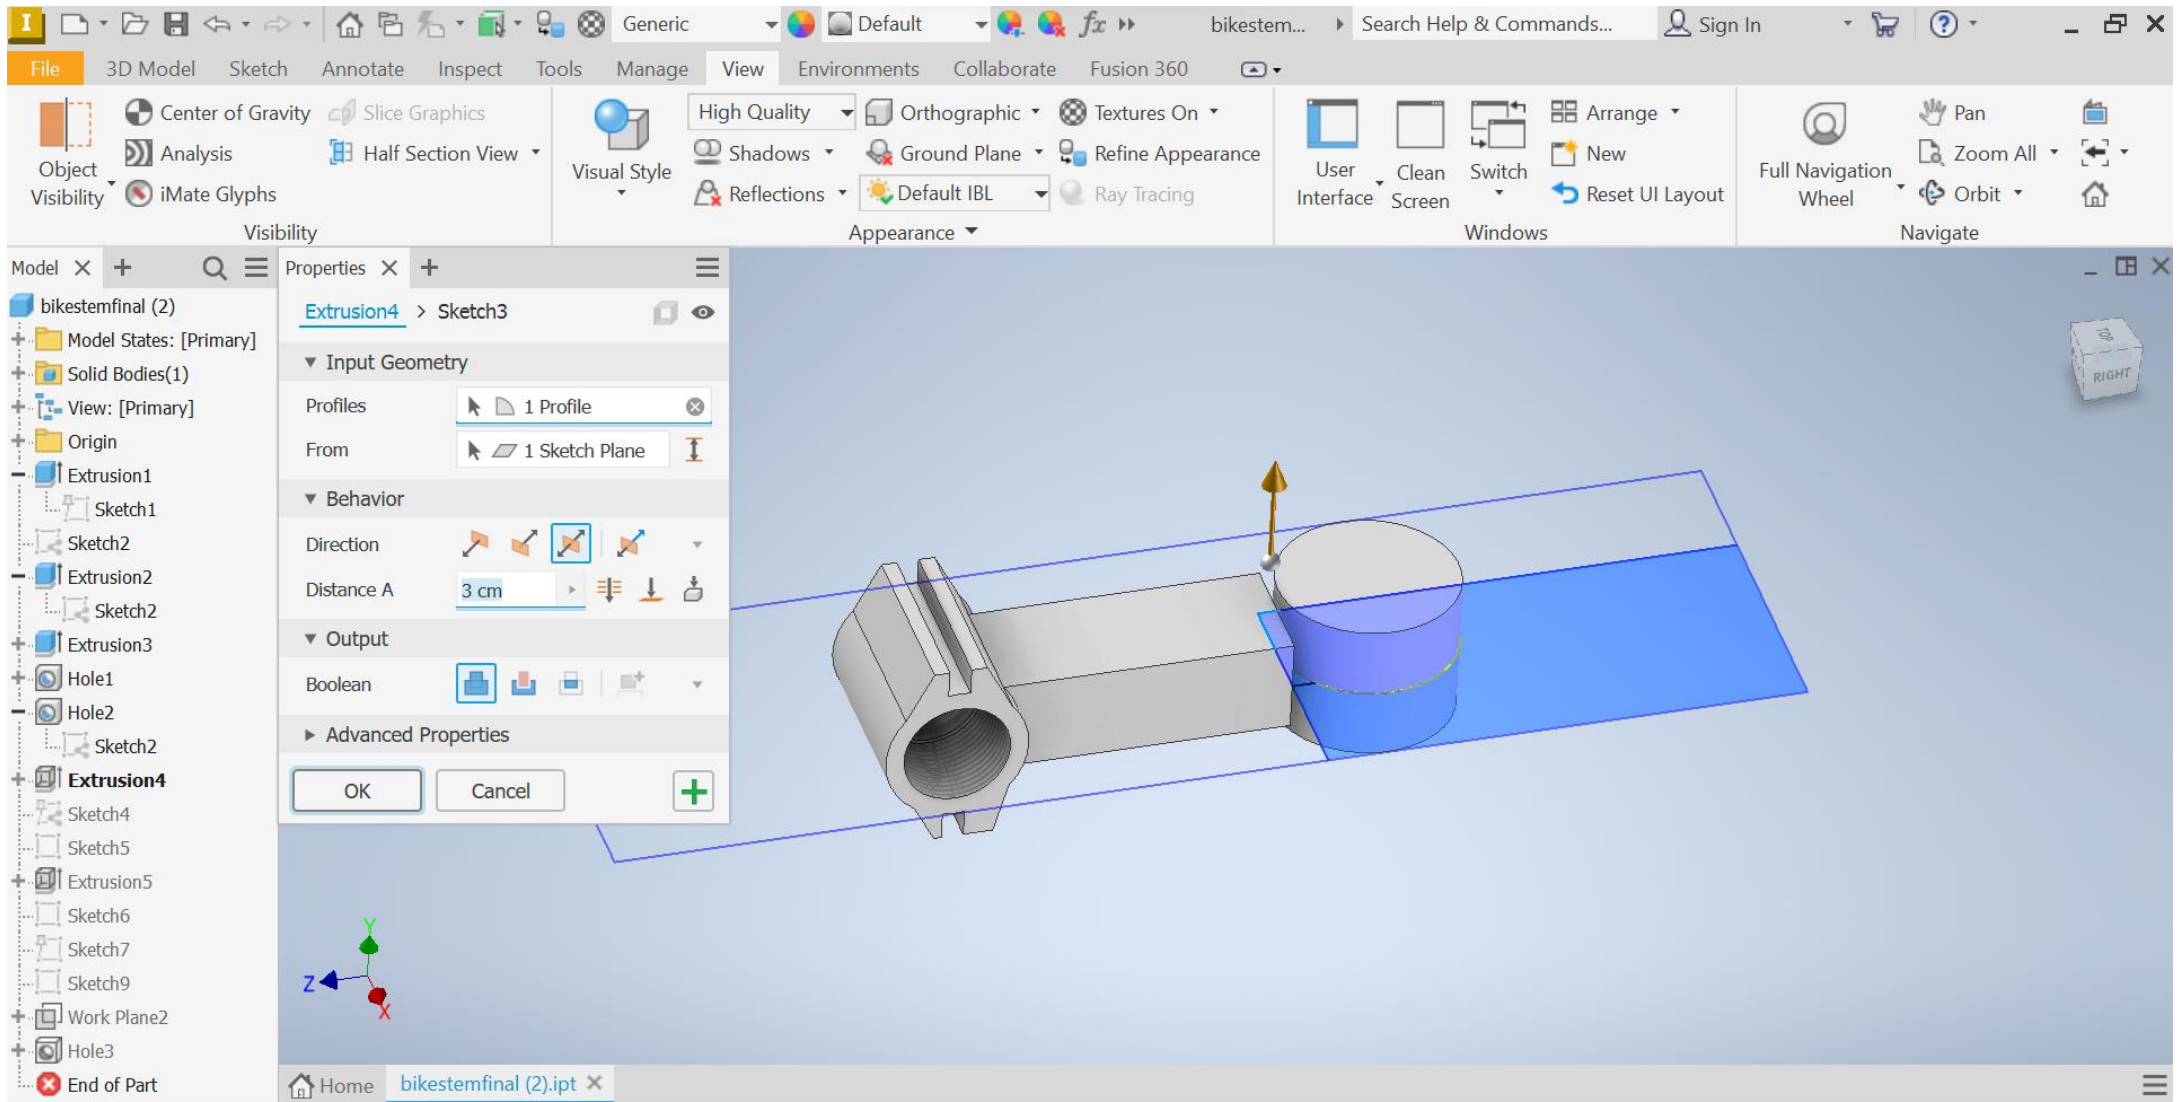 I Generic Default fx bikestem... Search Help & Commands... Sign In ?
File 3D Model Sketch Annotate Inspect Tools Manage View Environments Collaborate Fusion 360
Object Visibility
Center of Gravity
Slice Graphics
Analysis
Half Section View
iMate Glyphs
Visibility
Visual Style
High Quality
Orthographic
Textures On
Shadows
Ground Plane
Refine Appearance
Reflections
Default IBL
Ray Tracing
Appearance
User Interface
Clean Screen
Switch
Arrange
New
Reset UI Layout
Windows
Full Navigation Wheel
Pan
Zoom All
Orbit
Navigate
Model
bikestemfinal (2)
Model States: [Primary]
Solid Bodies(1)
View: [Primary]
Origin
Extrusion1
Sketch1
Sketch2
Extrusion2
Sketch2
Extrusion3
Hole1
Hole2
Sketch2
Extrusion4
Sketch4
Sketch5
Extrusion5
Sketch6
Sketch7
Sketch9
Work Plane2
Hole3
End of Part
Properties
Extrusion4 > Sketch3
Input Geometry
Profiles 1 Profile
From 1 Sketch Plane
Behavior
Direction
Distance A 3 cm
Output
Boolean
Advanced Properties
OK Cancel
TOP
RIGHT
Y
Z
X
Home bikestemfinal (2).ipt